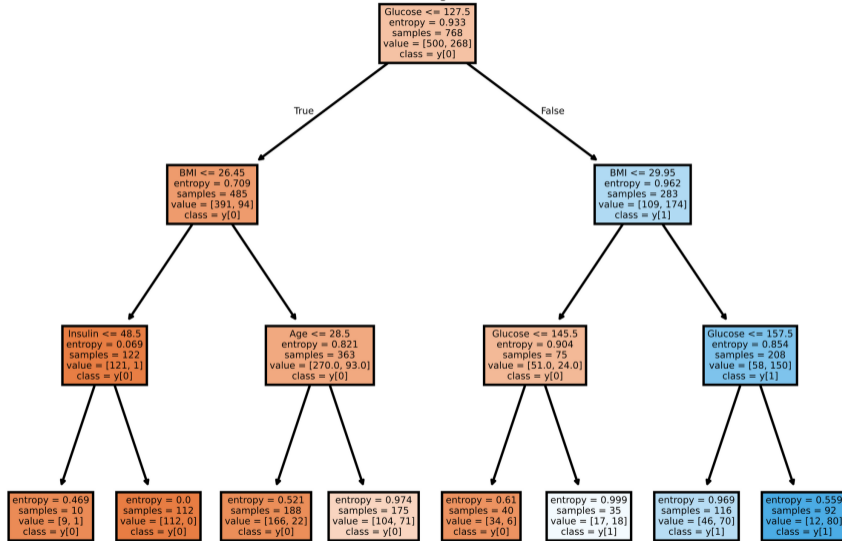 Glucose <= 127.5
entropy = 0.933
samples = 768
value = [500, 268]
class = y[0]
True
False
BMI <= 26.45
entropy = 0.709
samples = 485
value = [391, 94]
class = y[0]
BMI <= 29.95
entropy = 0.962
samples = 283
value = [109, 174]
class = y[1]
Insulin <= 48.5
entropy = 0.069
samples = 122
value = [121, 1]
class = y[0]
Age <= 28.5
entropy = 0.821
samples = 363
value = [270.0, 93.0]
class = y[0]
Glucose <= 145.5
entropy = 0.904
samples = 75
value = [51.0, 24.0]
class = y[0]
Glucose <= 157.5
entropy = 0.854
samples = 208
value = [58, 150]
class = y[1]
entropy = 0.469
samples = 10
value = [9, 1]
class = y[0]
entropy = 0.0
samples = 112
value = [112, 0]
class = y[0]
entropy = 0.521
samples = 188
value = [166, 22]
class = y[0]
entropy = 0.974
samples = 175
value = [104, 71]
class = y[0]
entropy = 0.61
samples = 40
value = [34, 6]
class = y[0]
entropy = 0.999
samples = 35
value = [17, 18]
class = y[1]
entropy = 0.969
samples = 116
value = [46, 70]
class = y[1]
entropy = 0.559
samples = 92
value = [12, 80]
class = y[1]